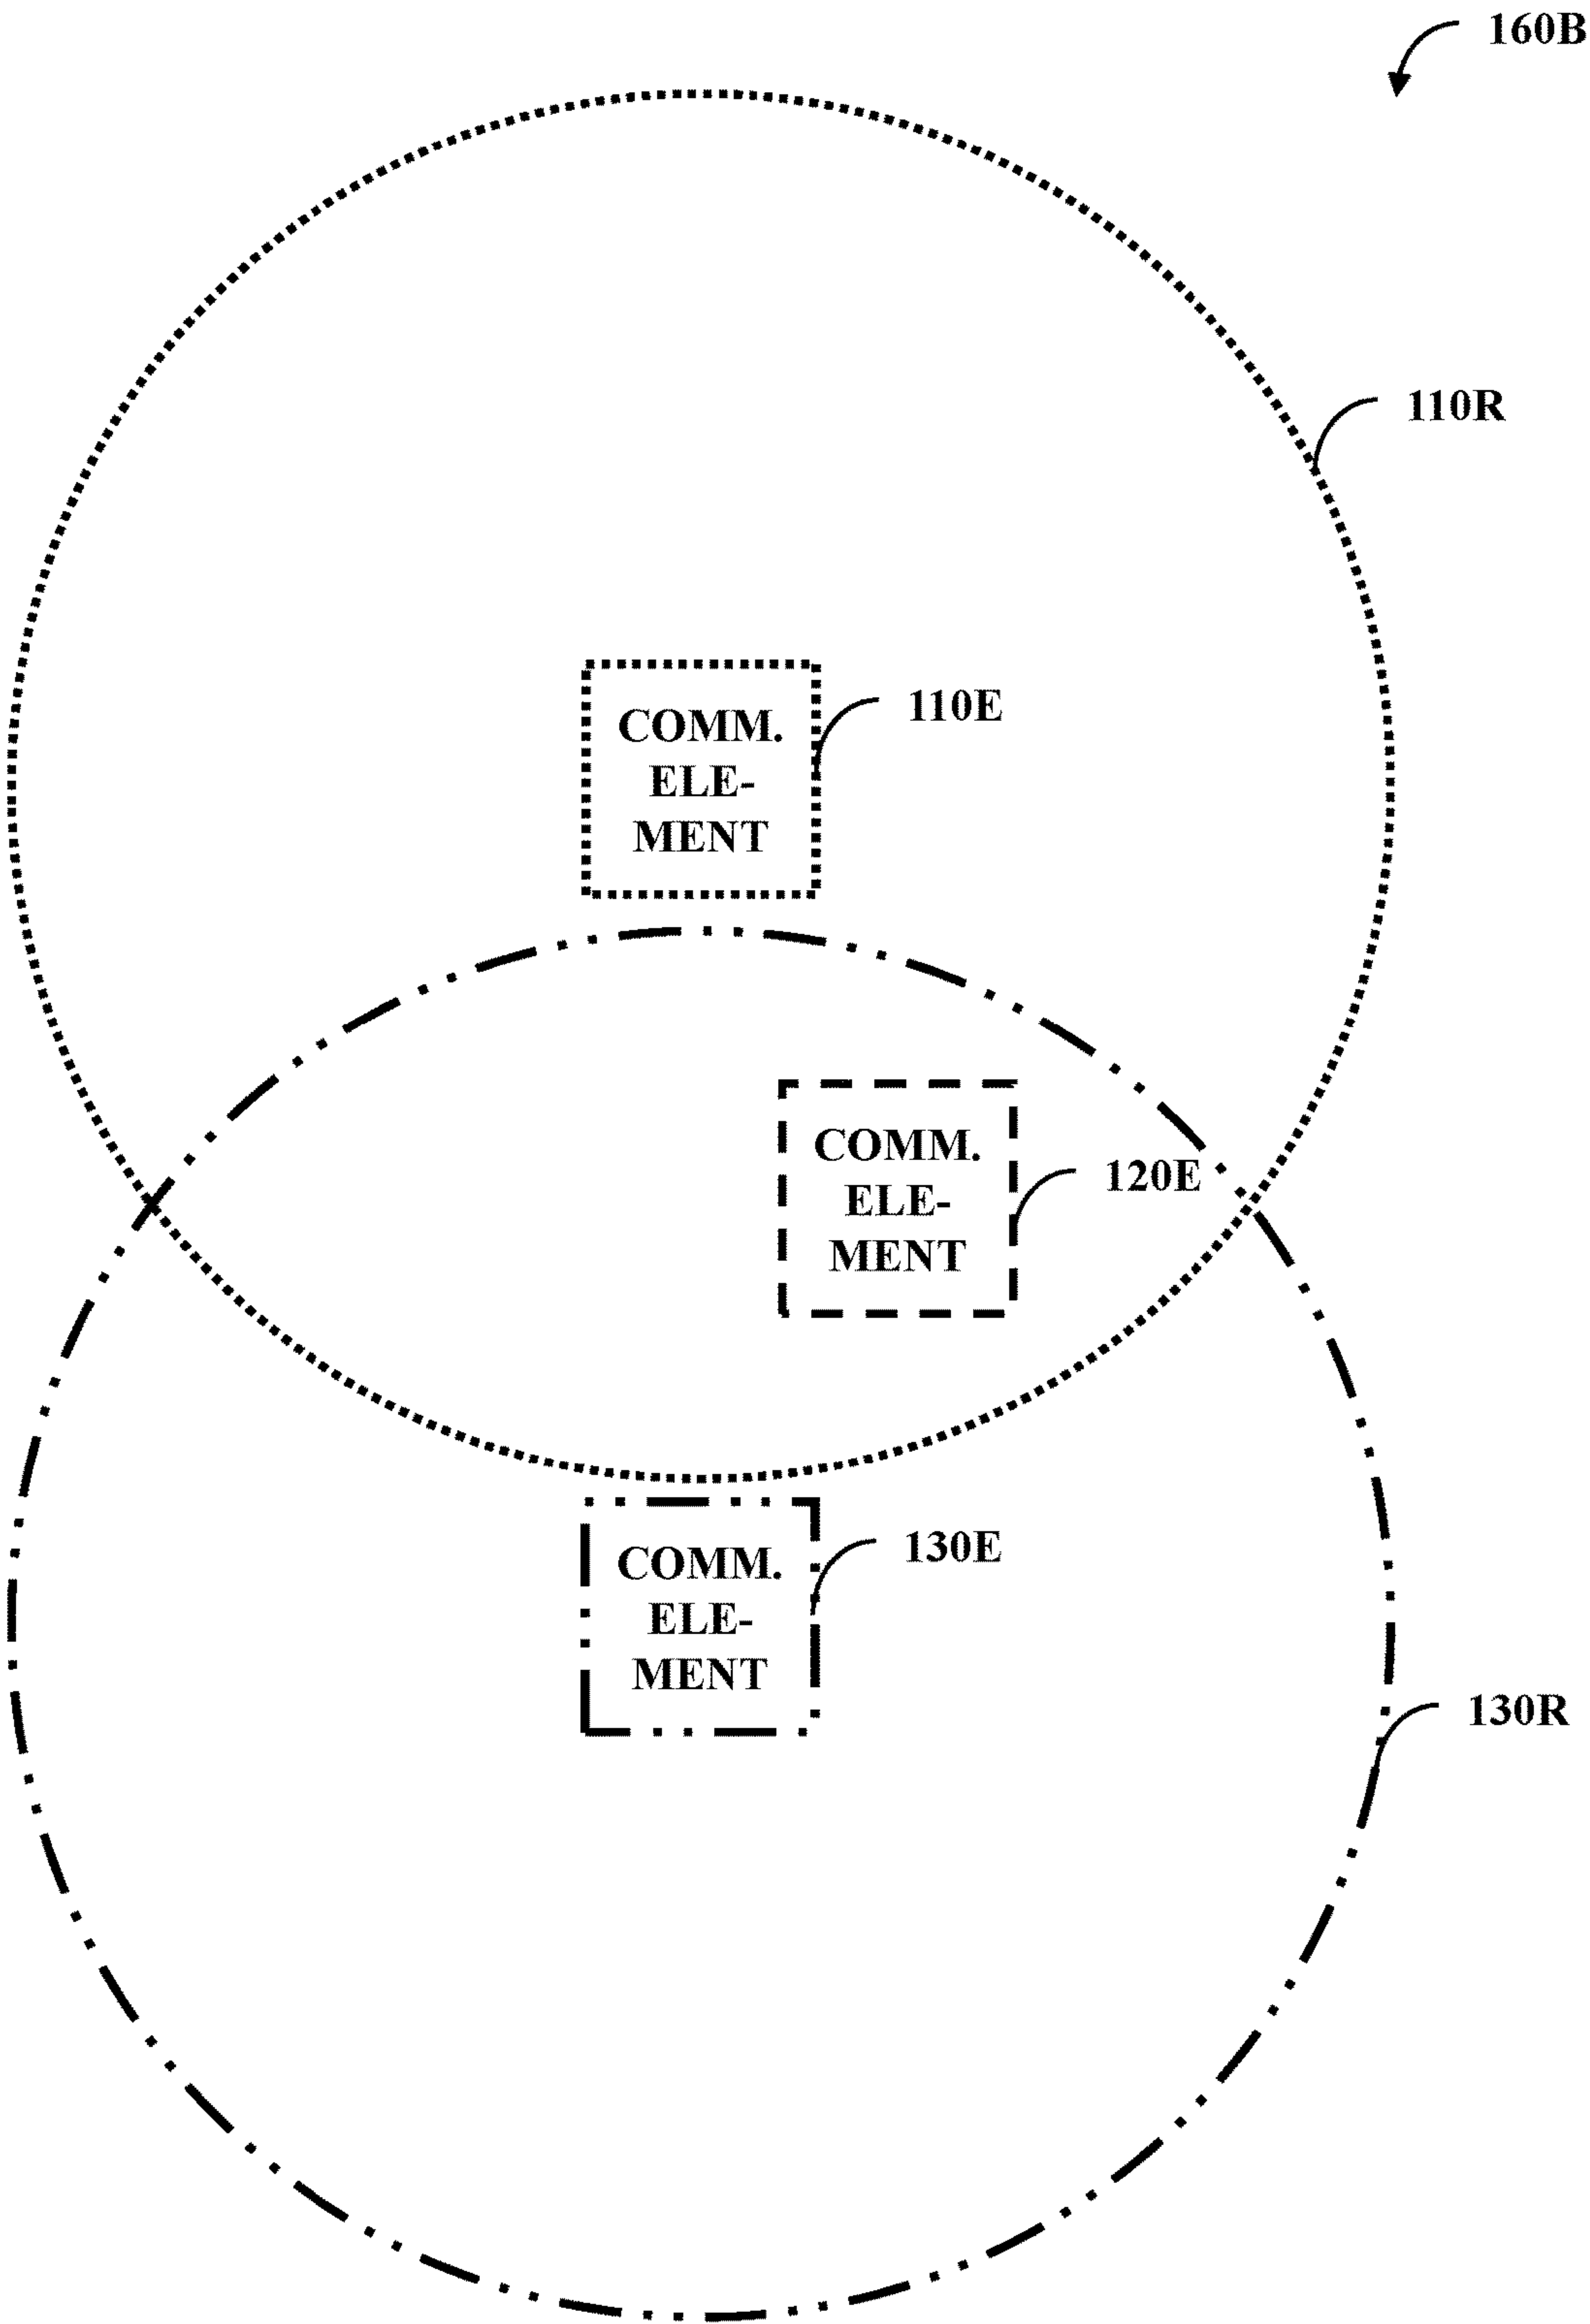 160B
110R
COMM.
ELE-
MENT
110E
COMM.
ELE-
MENT
120E
COMM.
ELE-
MENT
130E
130R